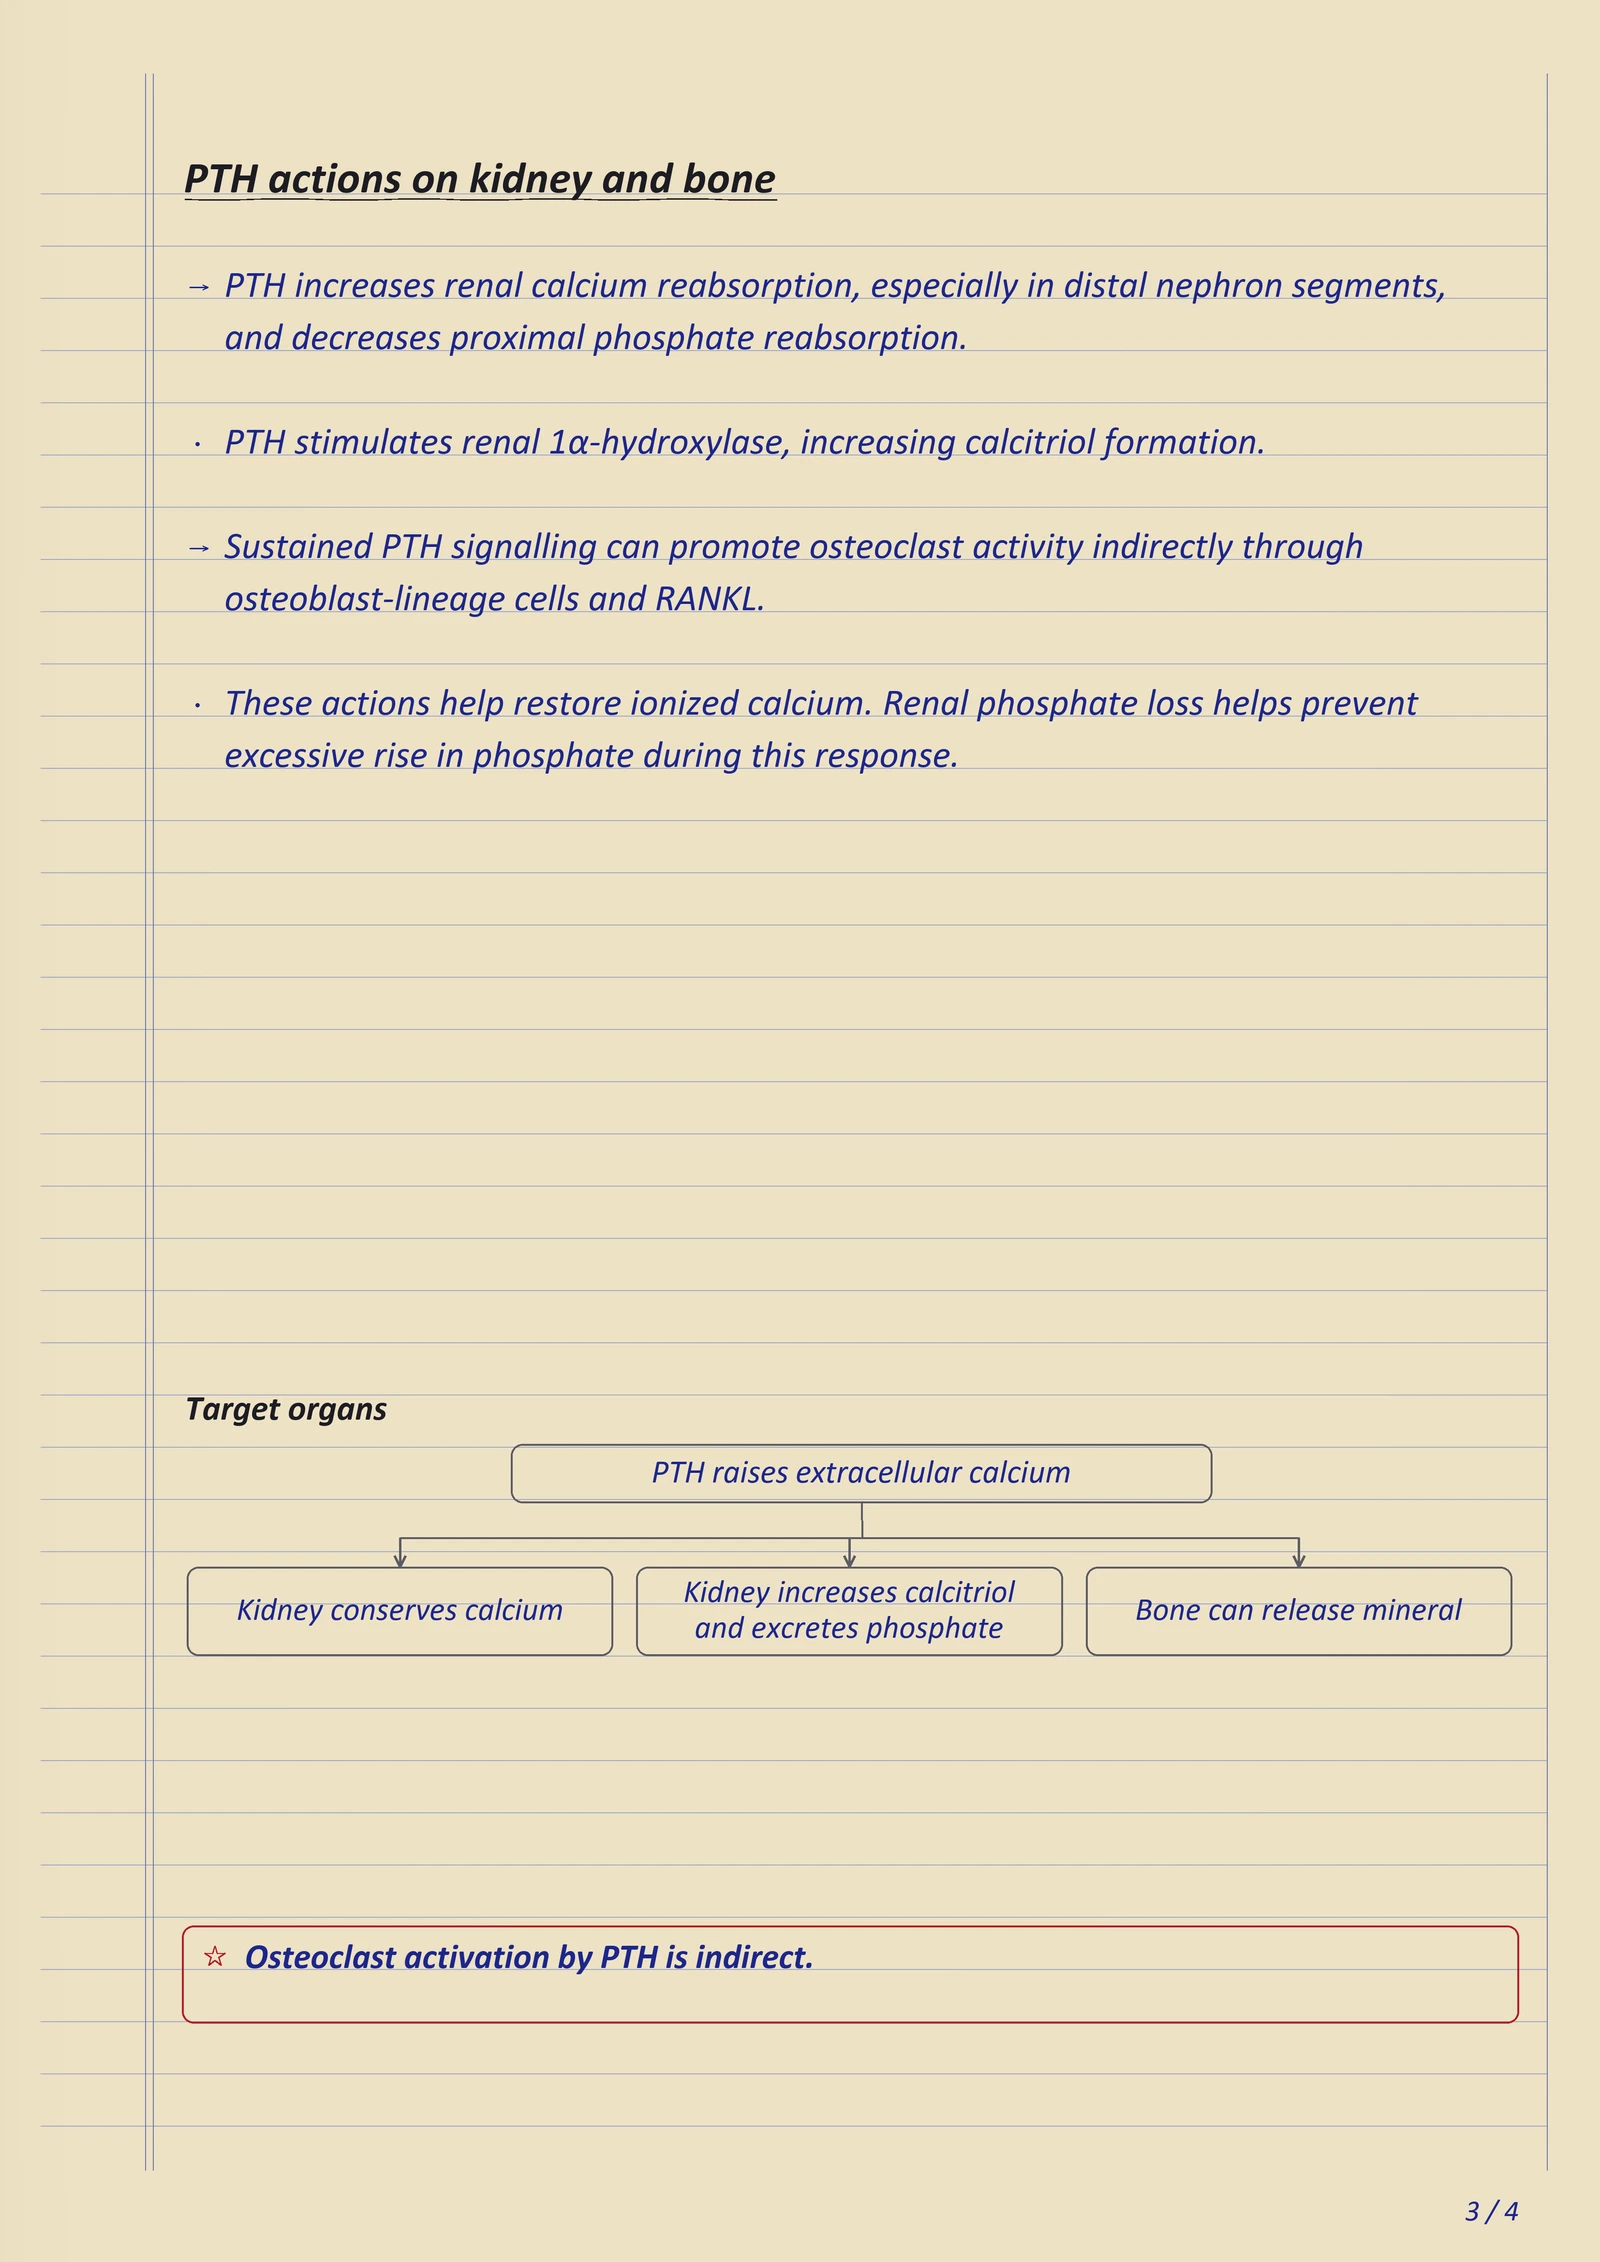 PTH actions on kidney and bone
→ PTH increases renal calcium reabsorption, especially in distal nephron segments,
and decreases proximal phosphate reabsorption.
· PTH stimulates renal 1α-hydroxylase, increasing calcitriol formation.
→ Sustained PTH signalling can promote osteoclast activity indirectly through
osteoblast-lineage cells and RANKL.
· These actions help restore ionized calcium. Renal phosphate loss helps prevent
excessive rise in phosphate during this response.
Target organs
PTH raises extracellular calcium
Kidney conserves calcium
Kidney increases calcitriol
and excretes phosphate
Bone can release mineral
☆ Osteoclast activation by PTH is indirect.
3 / 4